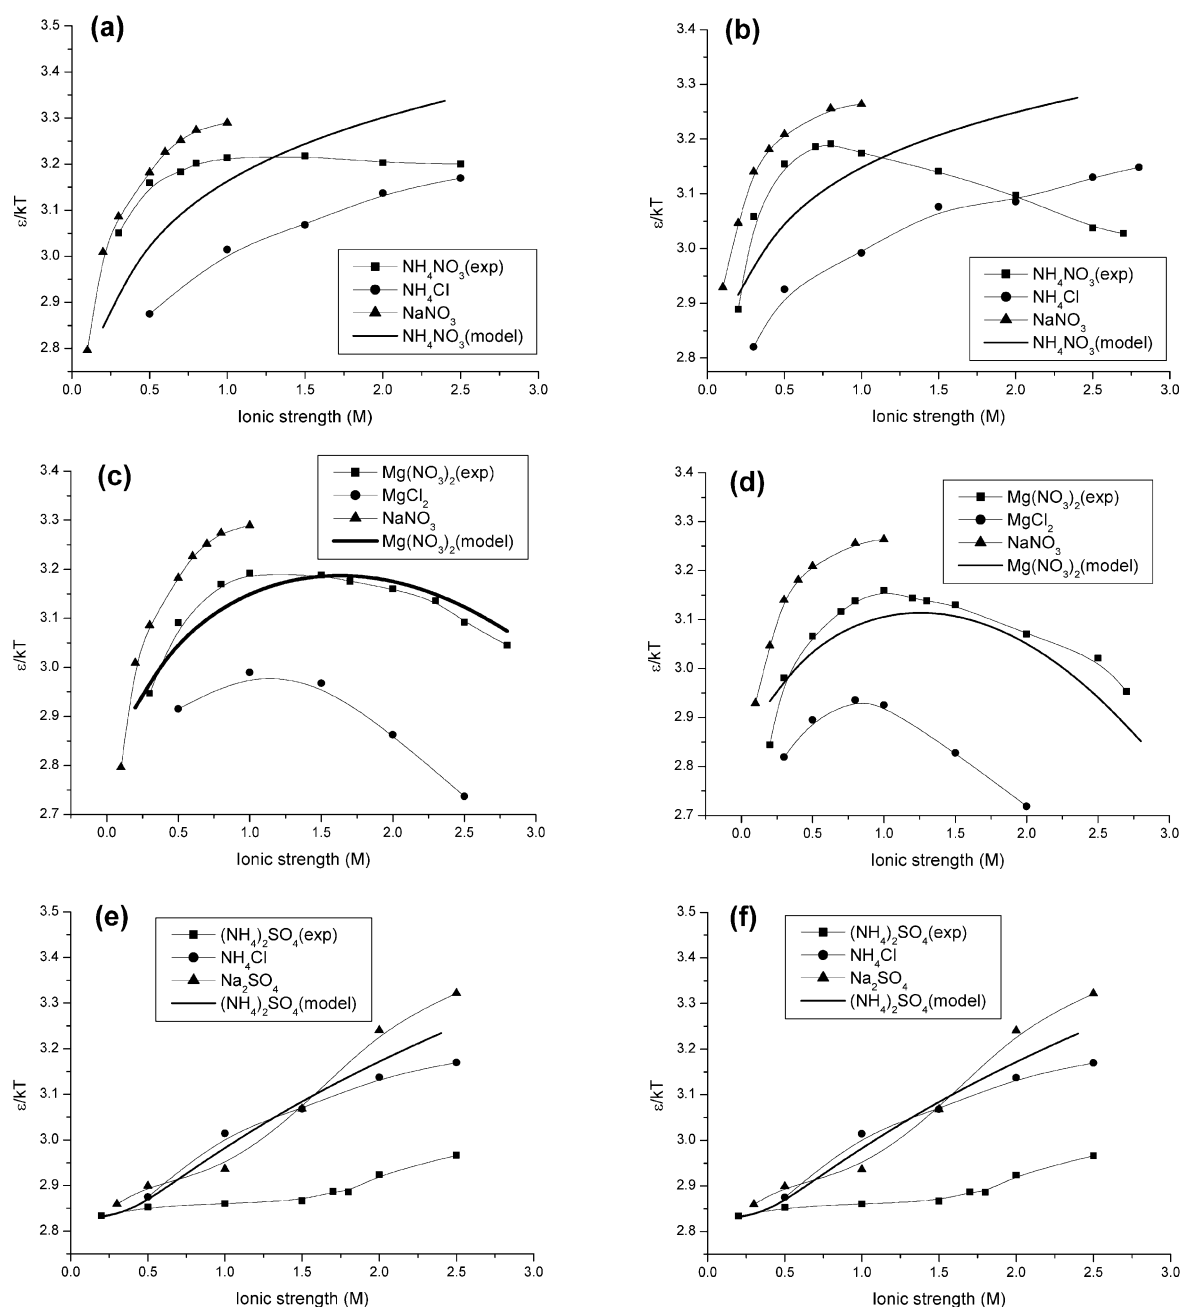 (a)
3.5
3.4
3.3
3.2
3.1
3.0
2.9
2.8
ε/kT
NH₄NO₃(exp)
NH₄Cl
NaNO₃
NH₄NO₃(model)
0.0 0.5 1.0 1.5 2.0 2.5 3.0
Ionic strength (M)
(b)
3.4
3.3
3.2
3.1
3.0
2.9
2.8
ε/kT
NH₄NO₃(exp)
NH₄Cl
NaNO₃
NH₄NO₃(model)
0.0 0.5 1.0 1.5 2.0 2.5 3.0
Ionic strength (M)
(c)
3.4
3.3
3.2
3.1
3.0
2.9
2.8
2.7
ε/kT
Mg(NO₃)₂(exp)
MgCl₂
NaNO₃
Mg(NO₃)₂(model)
0.0 0.5 1.0 1.5 2.0 2.5 3.0
Ionic strength (M)
(d)
3.4
3.3
3.2
3.1
3.0
2.9
2.8
2.7
ε/kT
Mg(NO₃)₂(exp)
MgCl₂
NaNO₃
Mg(NO₃)₂(model)
0.0 0.5 1.0 1.5 2.0 2.5 3.0
Ionic strength (M)
(e)
3.5
3.4
3.3
3.2
3.1
3.0
2.9
2.8
ε/kT
(NH₄)₂SO₄(exp)
NH₄Cl
Na₂SO₄
(NH₄)₂SO₄(model)
0.0 0.5 1.0 1.5 2.0 2.5 3.0
Ionic strength (M)
(f)
3.5
3.4
3.3
3.2
3.1
3.0
2.9
2.8
ε/kT
(NH₄)₂SO₄(exp)
NH₄Cl
Na₂SO₄
(NH₄)₂SO₄(model)
0.0 0.5 1.0 1.5 2.0 2.5 3.0
Ionic strength (M)